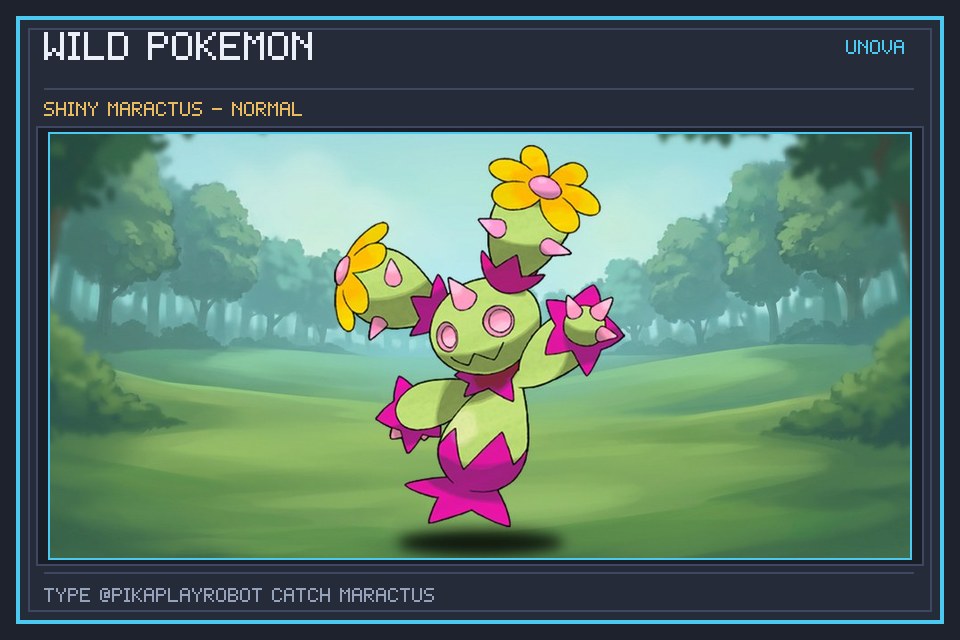 WILD POKEMON
UNOVA
SHINY MARACTUS - NORMAL
TYPE @PIKAPLAYROBOT CATCH MARACTUS